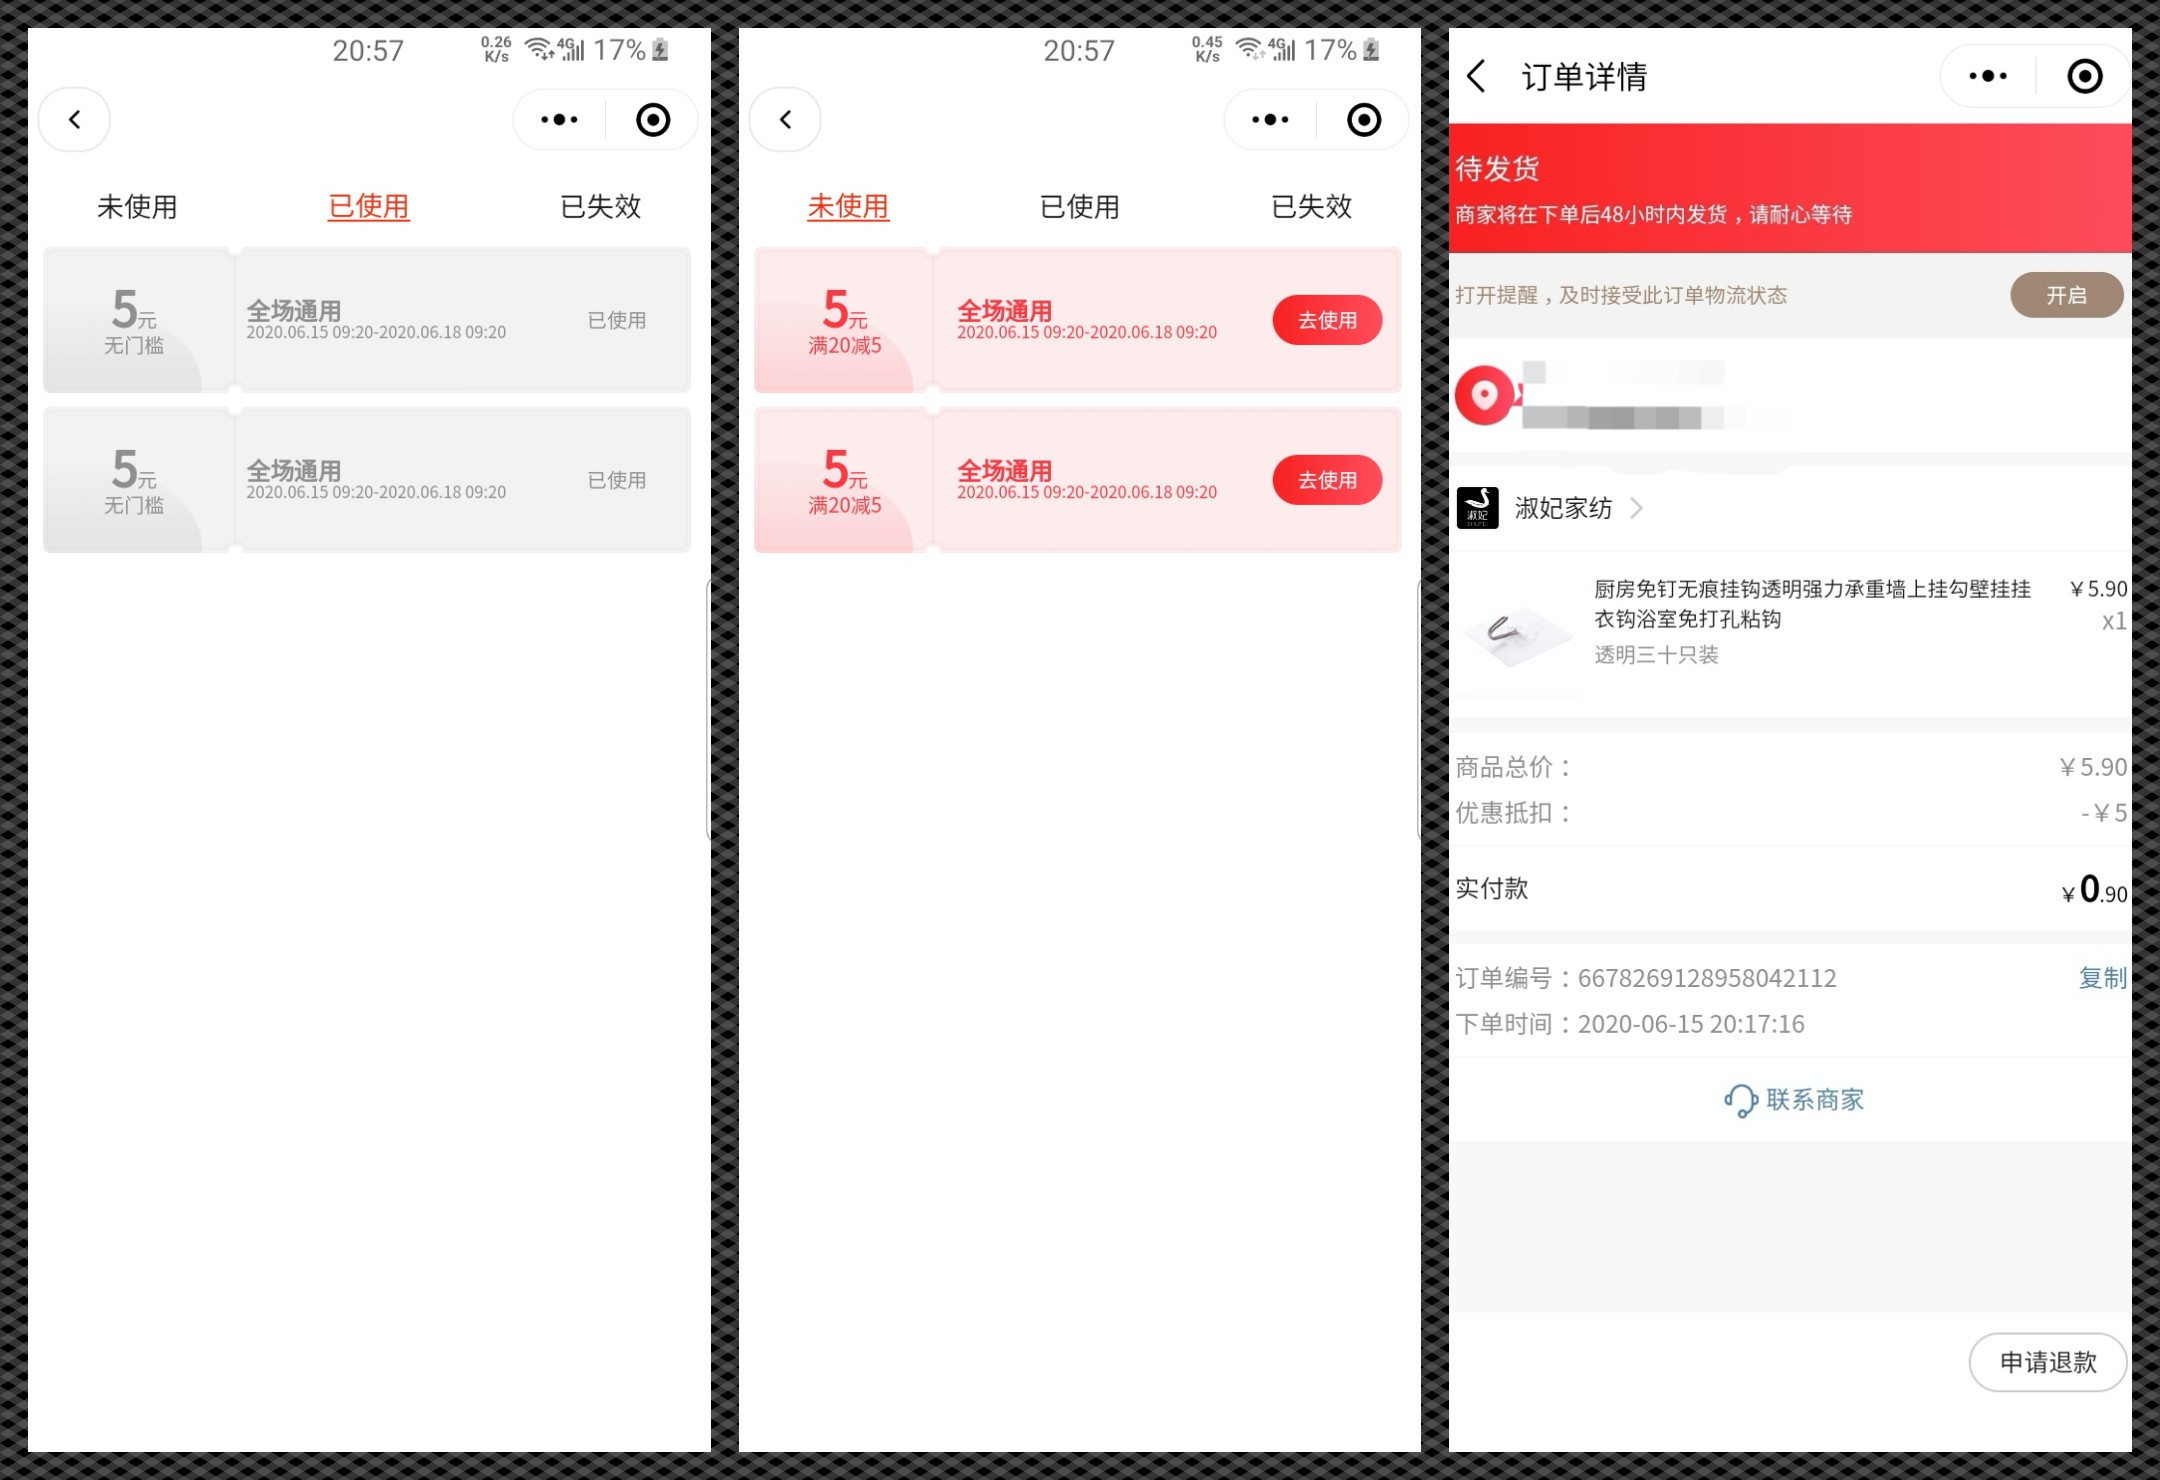 20:57
0.26
K/s
4G
17%
未使用
已使用
已失效
5元
无门槛
全场通用
2020.06.15 09:20-2020.06.18 09:20
已使用
5元
无门槛
全场通用
2020.06.15 09:20-2020.06.18 09:20
已使用
20:57
0.45
K/s
4G
17%
未使用
已使用
已失效
5元
满20减5
全场通用
2020.06.15 09:20-2020.06.18 09:20
去使用
5元
满20减5
全场通用
2020.06.15 09:20-2020.06.18 09:20
去使用
订单详情
待发货
商家将在下单后48小时内发货，请耐心等待
打开提醒，及时接受此订单物流状态
开启
淑妃
SHUFEI
淑妃家纺
厨房免钉无痕挂钩透明强力承重墙上挂勾壁挂挂
衣钩浴室免打孔粘钩
透明三十只装
￥5.90
x1
商品总价：
￥5.90
优惠抵扣：
-￥5
实付款
￥0.90
订单编号：6678269128958042112
复制
下单时间：2020-06-15 20:17:16
联系商家
申请退款